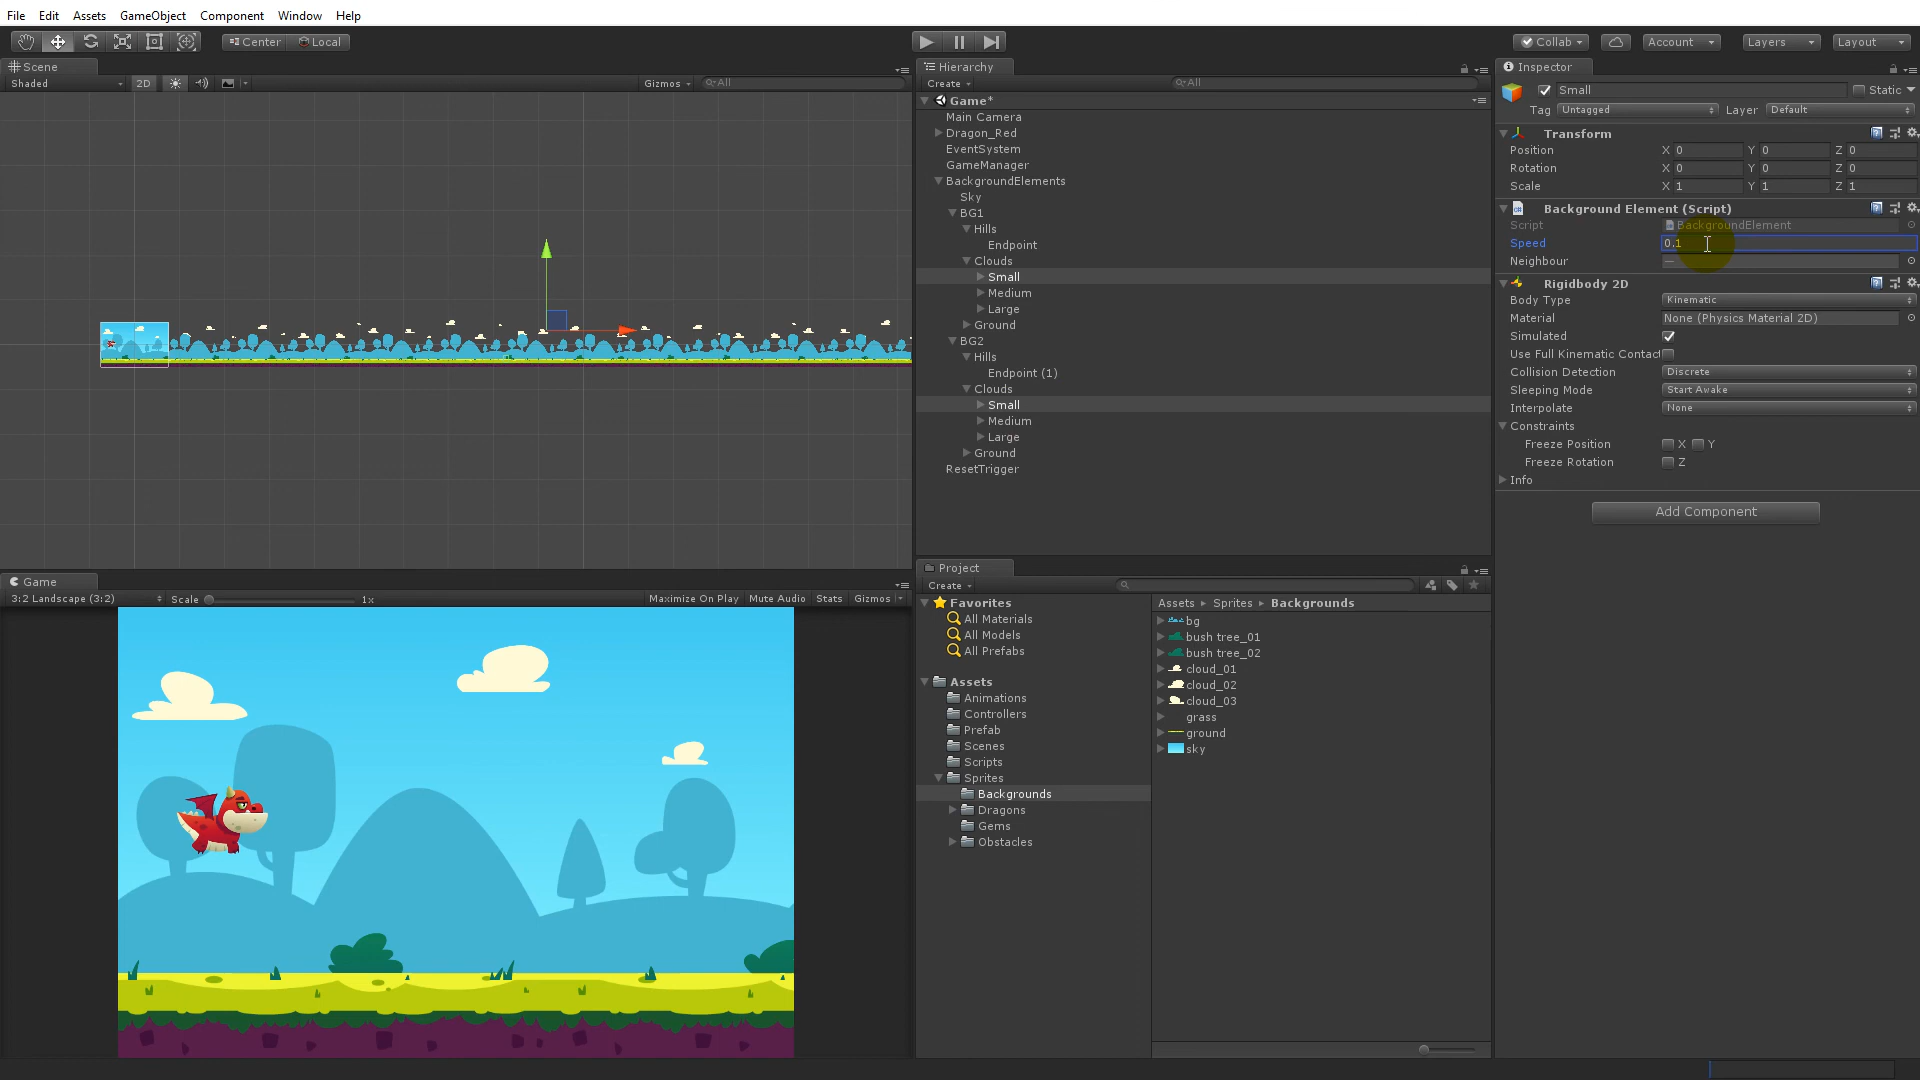 File Edit Assets GameObject Component Window Help
Center Local
Collab Account Layers Layout
Scene
Shaded 2D Gizmos All
Hierarchy
Create All
Game*
Main Camera
Dragon_Red
EventSystem
GameManager
BackgroundElements
Sky
BG1
Hills
Endpoint
Clouds
Small
Medium
Large
Ground
BG2
Hills
Endpoint (1)
Clouds
Small
Medium
Large
Ground
ResetTrigger
Inspector
Small Static
Tag Untagged Layer Default
Transform
Position X 0 Y 0 Z 0
Rotation X 0 Y 0 Z 0
Scale X 1 Y 1 Z 1
Background Element (Script)
Script BackgroundElement
Speed 0.1
Neighbour —
Rigidbody 2D
Body Type Kinematic
Material None (Physics Material 2D)
Simulated
Use Full Kinematic Contact
Collision Detection Discrete
Sleeping Mode Start Awake
Interpolate None
Constraints
Freeze Position X Y
Freeze Rotation Z
Info
Add Component
Game
3:2 Landscape (3:2) Scale 1x Maximize On Play Mute Audio Stats Gizmos
Project
Create
Favorites
All Materials
All Models
All Prefabs
Assets
Animations
Controllers
Prefab
Scenes
Scripts
Sprites
Backgrounds
Dragons
Gems
Obstacles
Assets Sprites Backgrounds
bg
bush tree_01
bush tree_02
cloud_01
cloud_02
cloud_03
grass
ground
sky